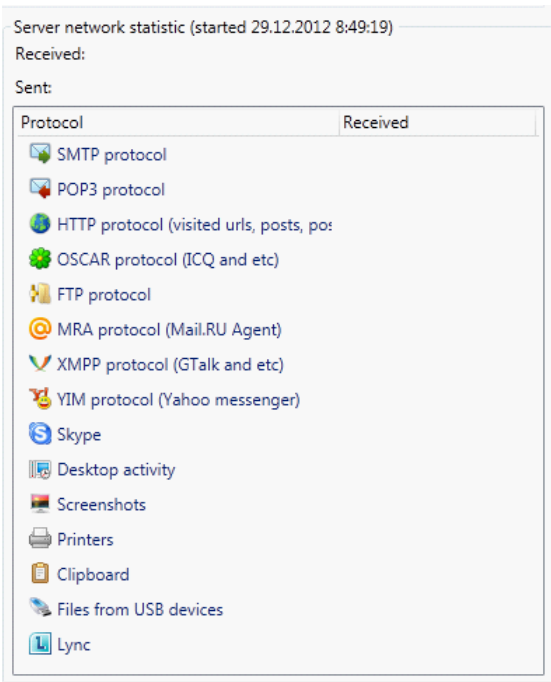 Server network statistic (started 29.12.2012 8:49:19)
Received:
Sent:
Protocol Received
SMTP protocol
POP3 protocol
HTTP protocol (visited urls, posts, pos
OSCAR protocol (ICQ and etc)
FTP protocol
MRA protocol (Mail.RU Agent)
XMPP protocol (GTalk and etc)
YIM protocol (Yahoo messenger)
Skype
Desktop activity
Screenshots
Printers
Clipboard
Files from USB devices
Lync